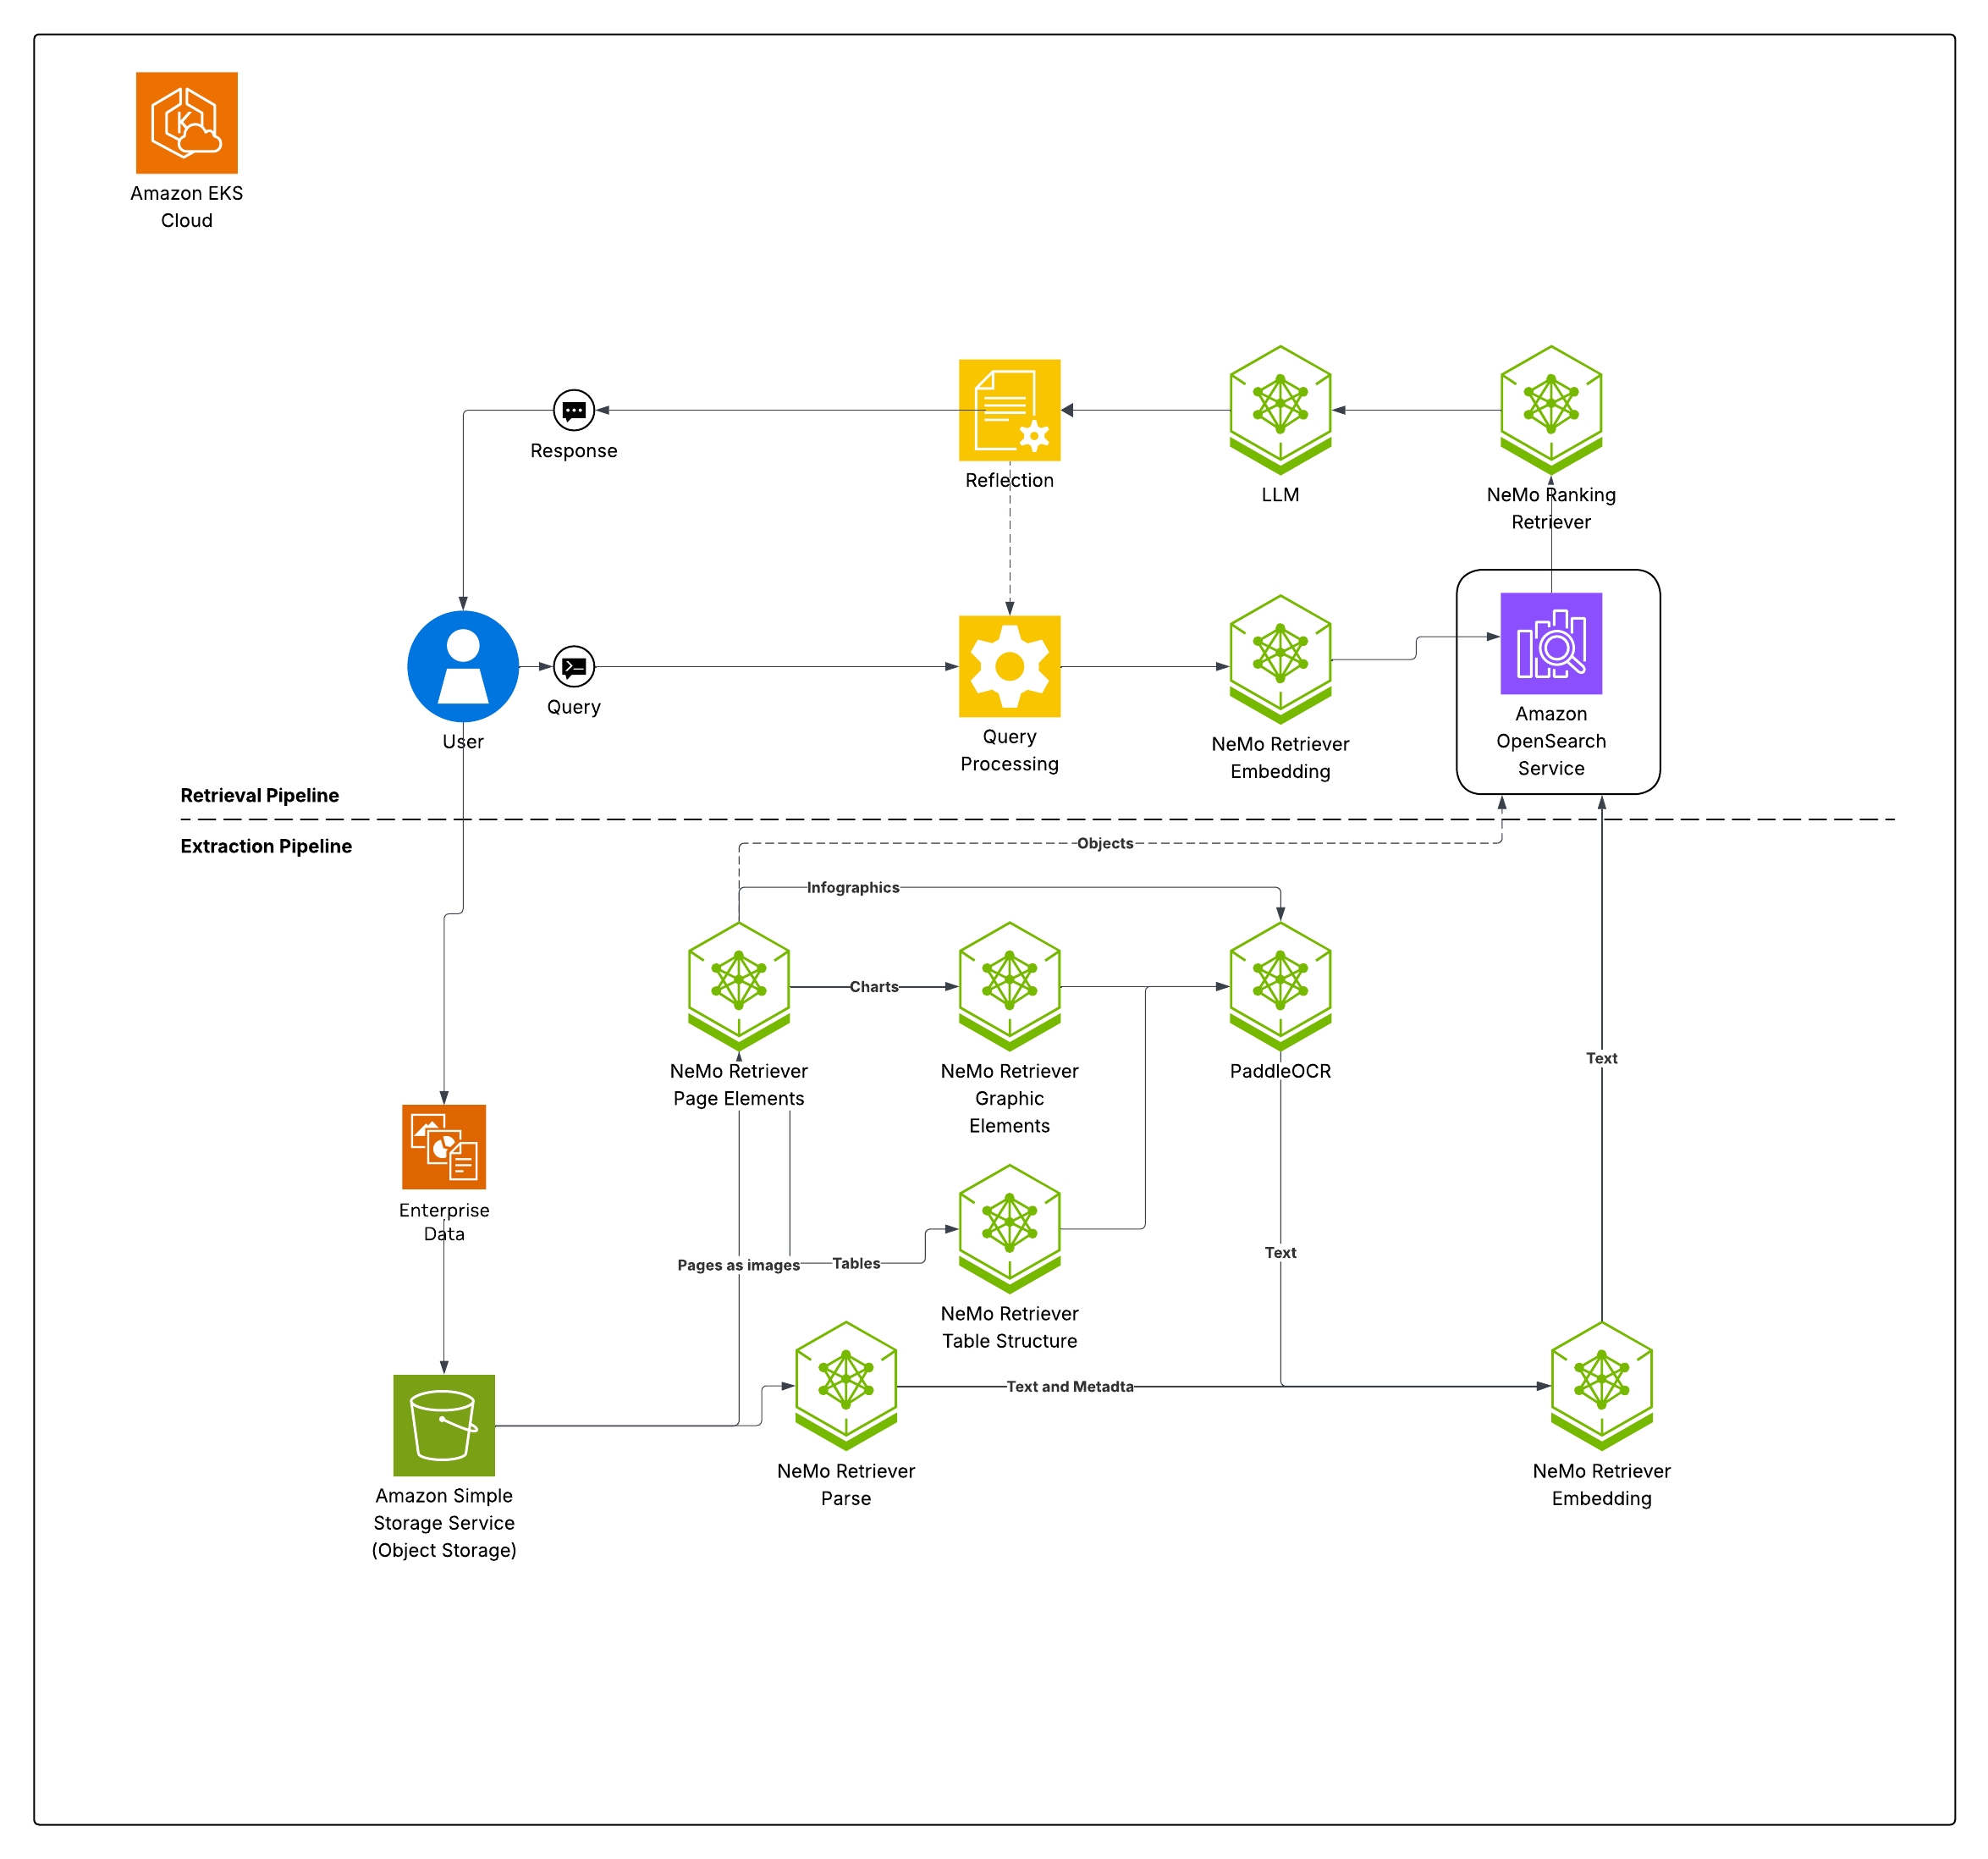 Amazon EKS
Cloud
Response
Reflection
LLM
NeMo Ranking
Retriever
User
Query
Query
Processing
NeMo Retriever
Embedding
Amazon
OpenSearch
Service
Retrieval Pipeline
Extraction Pipeline
Objects
Infographics
Charts
NeMo Retriever
Page Elements
NeMo Retriever
Graphic
Elements
PaddleOCR
Text
Enterprise
Data
Pages as images
Tables
Text
NeMo Retriever
Table Structure
Text and Metadta
Amazon Simple
Storage Service
(Object Storage)
NeMo Retriever
Parse
NeMo Retriever
Embedding